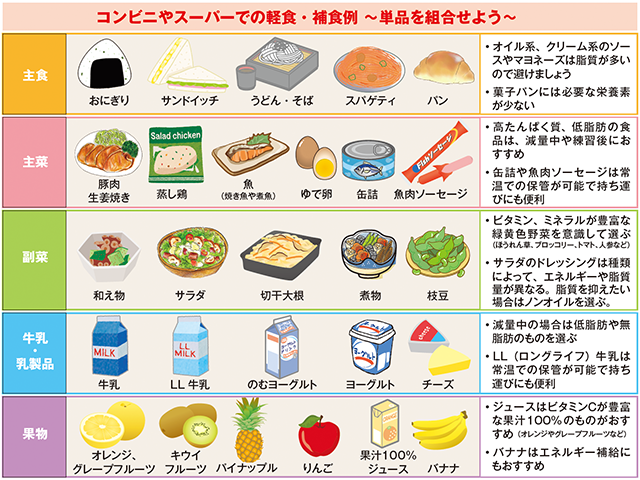 コンビニやスーパーでの軽食・補食例 ～単品を組合せよう～
主食
おにぎり
サンドイッチ
うどん・そば
スパゲティ
パン
・オイル系、クリーム系のソー
スやマヨネーズは脂質が多い
ので避けましょう
・菓子パンには必要な栄養素
が少ない
主菜
豚肉
生姜焼き
Salad chicken
蒸し鶏
魚
(焼き魚や煮魚)
ゆで卵
缶詰
Fishソーセージ
魚肉ソーセージ
・高たんぱく質、低脂肪の食
品は、減量中や練習後にお
すすめ
・缶詰や魚肉ソーセージは常
温での保管が可能で持ち運
びにも便利
副菜
和え物
サラダ
切干大根
煮物
枝豆
・ビタミン、ミネラルが豊富な
緑黄色野菜を意識して選ぶ
(ほうれん草、ブロッコリー、トマト、人参など)
・サラダのドレッシングは種類
によって、エネルギーや脂質
量が異なる。脂質を抑えたい
場合はノンオイルを選ぶ。
牛乳
・
乳製品
MILK
牛乳
LL
MILK
LL 牛乳
のむヨーグルト
ヨーグルト
ヨーグルト
cheese
チーズ
・減量中の場合は低脂肪や無
脂肪のものを選ぶ
・LL（ロングライフ）牛乳は
常温での保管が可能で持ち
運びにも便利
果物
オレンジ、
グレープフルーツ
キウイ
フルーツ
パイナップル
りんご
果汁100%
ジュース
バナナ
・ジュースはビタミンCが豊富
な果汁100%のものがおす
すめ (オレンジやグレープフルーツなど)
・バナナはエネルギー補給に
もおすすめ